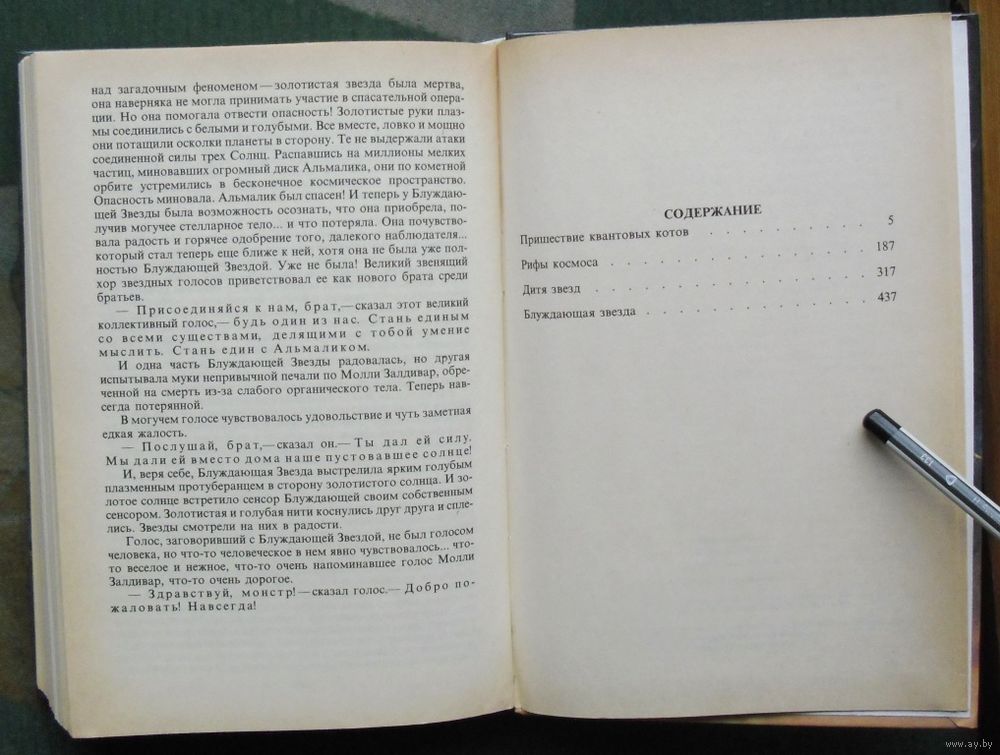 над загадочным феноменом — золотистая звезда была мертва,
она наверняка не могла принимать участие в спасательной опера-
ции. Но она помогала отвести опасность! Золотистые руки плаз-
мы соединились с белыми и голубыми. Все вместе, ловко и мощно
они потащили осколки планеты в сторону. Те не выдержали атаки
соединенной силы трех Солнц. Распавшись на миллионы мелких
частиц, миновавших огромный диск Альмалика, они по кометной
орбите устремились в бесконечное космическое пространство.
Опасность миновала. Альмалик был спасен! И теперь у Блуждаю-
щей Звезды была возможность осознать, что она приобрела, по-
лучив могучее стелларное тело... и что потеряла. Она почувство-
вала радость и горячее одобрение того, далекого наблюдателя...
который стал теперь еще ближе к ней, хотя она не была уже пол-
ностью Блуждающей Звездой. Уже не была! Великий звенящий
хор звездных голосов приветствовал ее как нового брата среди
братьев.
— Присоединяйся к нам, брат,— сказал этот великий
коллективный голос,— будь один из нас. Стань единым
со всеми существами, делящими с тобой умение
мыслить. Стань един с Альмаликом.
И одна часть Блуждающей Звезды радовалась, но другая
испытывала муки непривычной печали по Молли Залдивар, обре-
ченной на смерть из-за слабого органического тела. Теперь нав-
сегда потерянной.
В могучем голосе чувствовалось удовольствие и чуть заметная
едкая жалость.
— Послушай, брат,— сказал он.— Ты дал ей силу.
Мы дали ей вместо дома наше пустовавшее солнце!
И, веря себе, Блуждающая Звезда выстрелила ярким голубым
плазменным протуберанцем в сторону золотистого солнца. И зо-
лотое солнце встретило сенсор Блуждающей своим собственным
сенсором. Золотистая и голубая нити коснулись друг друга и спле-
лись. Звезды смотрели на них в радости.
Голос, заговоривший с Блуждающей Звездой, не был голосом
человека, но что-то человеческое в нем явно чувствовалось... что-
то веселое и нежное, что-то очень напоминавшее голос Молли
Залдивар, что-то очень дорогое.
— Здравствуй, монстр!— сказал голос.— Добро по-
жаловать! Навсегда!
СОДЕРЖАНИЕ
Пришествие квантовых котов . . . . . . . . . 5
Рифы космоса . . . . . . . . . . . . 187
Дитя звезд . . . . . . . . . . . . 317
Блуждающая звезда . . . . . . . . . . 437
133
www.ay.by